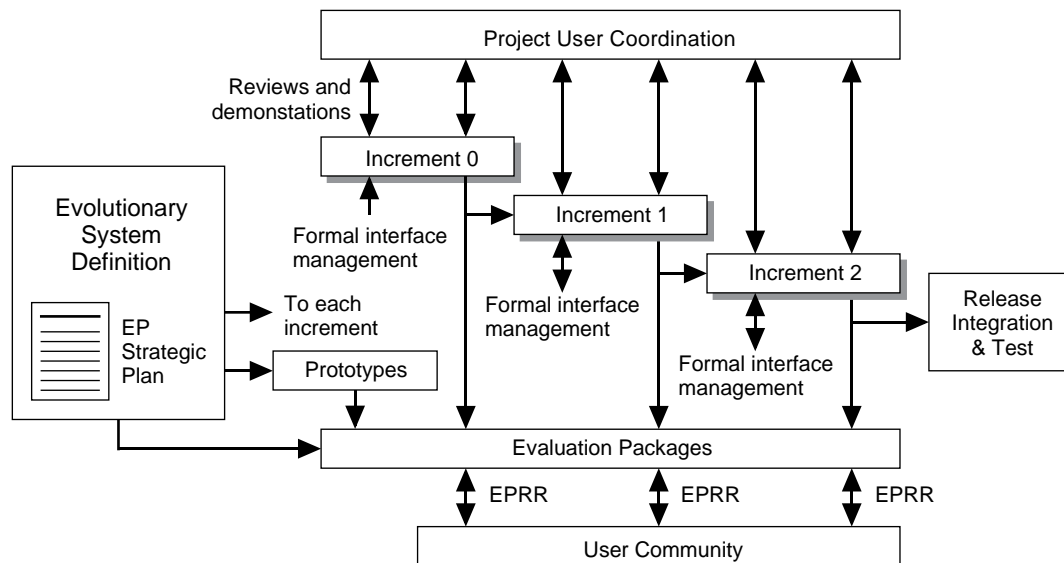 Project User Coordination
Reviews and
demonstations
Increment 0
Evolutionary
System
Definition
Formal interface
management
Increment 1
Increment 2
EP
Strategic
Plan
To each
increment
Formal interface
management
Release
Integration
& Test
Prototypes
Formal interface
management
Evaluation Packages
EPRR
EPRR
EPRR
User Community